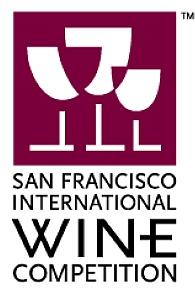 ™
SAN FRANCISCO
INTERNATIONAL
WINE
COMPETITION